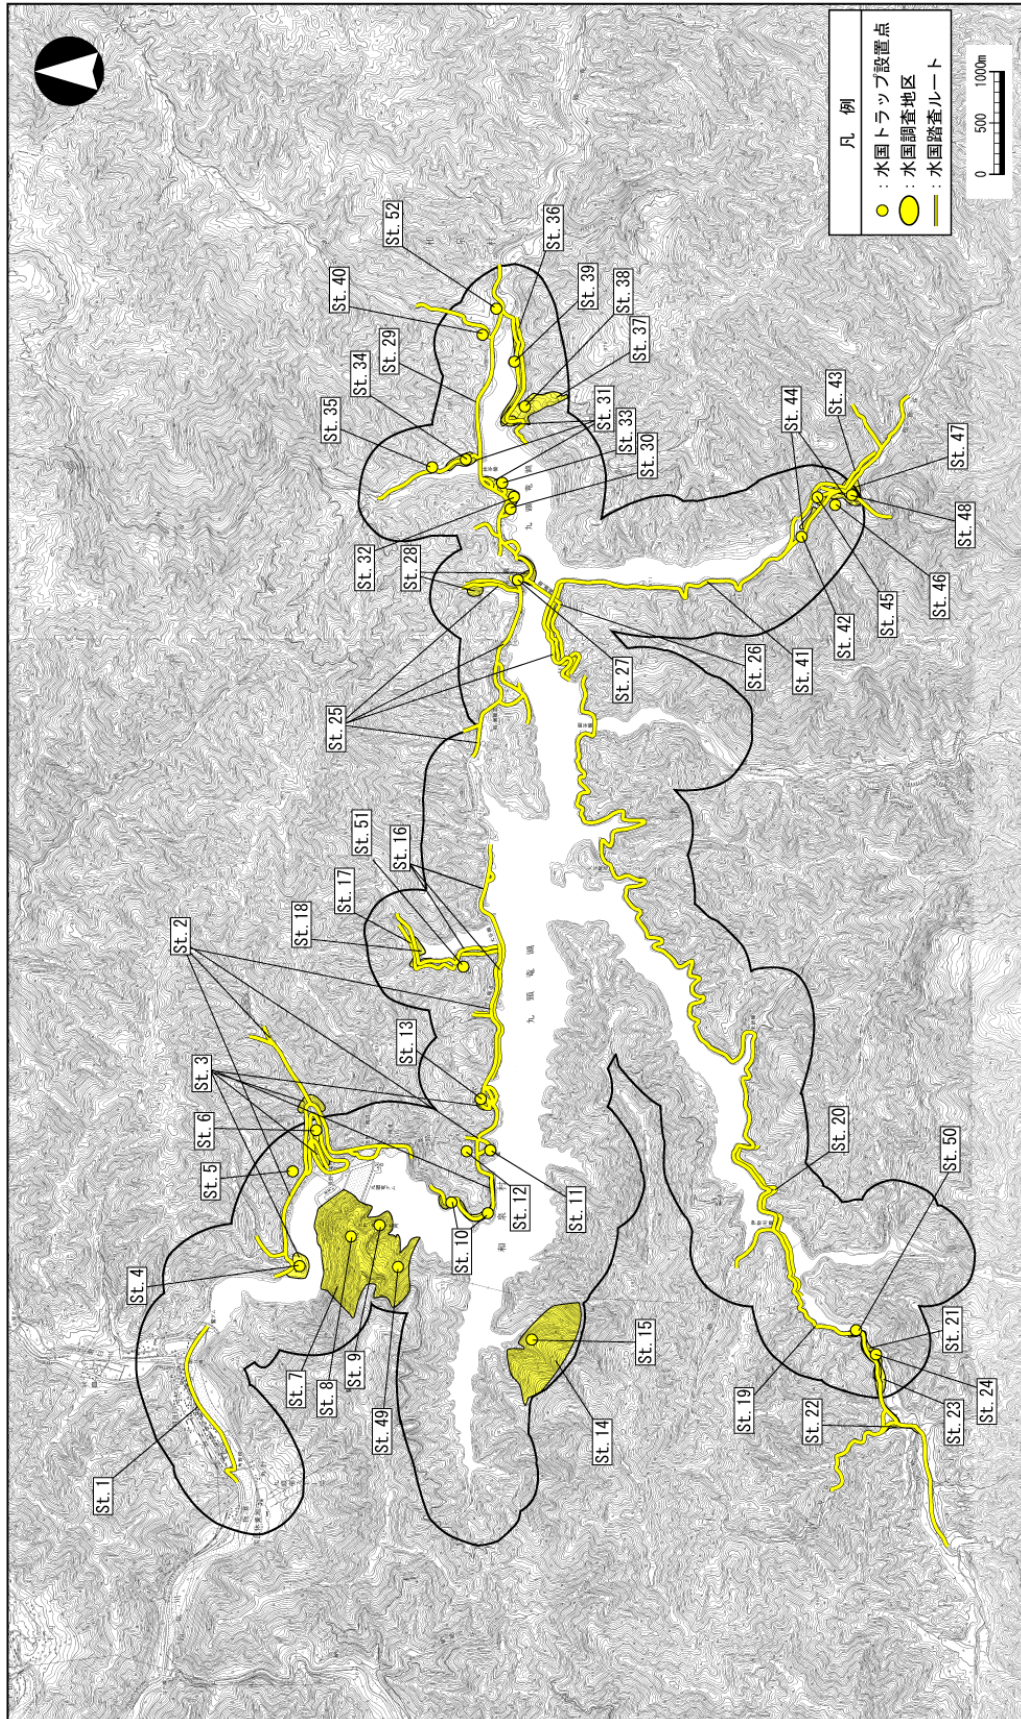 St. 1
St. 2
St. 3
St. 4
St. 5
St. 6
St. 7
St. 8
St. 9
St. 49
St. 10
St. 11
St. 12
St. 13
St. 14
St. 15
St. 16
St. 51
St. 17
St. 18
St. 19
St. 20
St. 50
St. 21
St. 24
St. 23
St. 22
St. 25
St. 26
St. 27
St. 28
St. 32
St. 35
St. 34
St. 29
St. 40
St. 52
St. 36
St. 39
St. 38
St. 37
St. 31
St. 33
St. 30
St. 41
St. 42
St. 45
St. 46
St. 48
St. 47
St. 43
St. 44
九頭竜湖
九頭竜湖
和泉
凡 例
:水国トラップ設置点
:水国調査地区
:水国踏査ルート
0 500 1000m